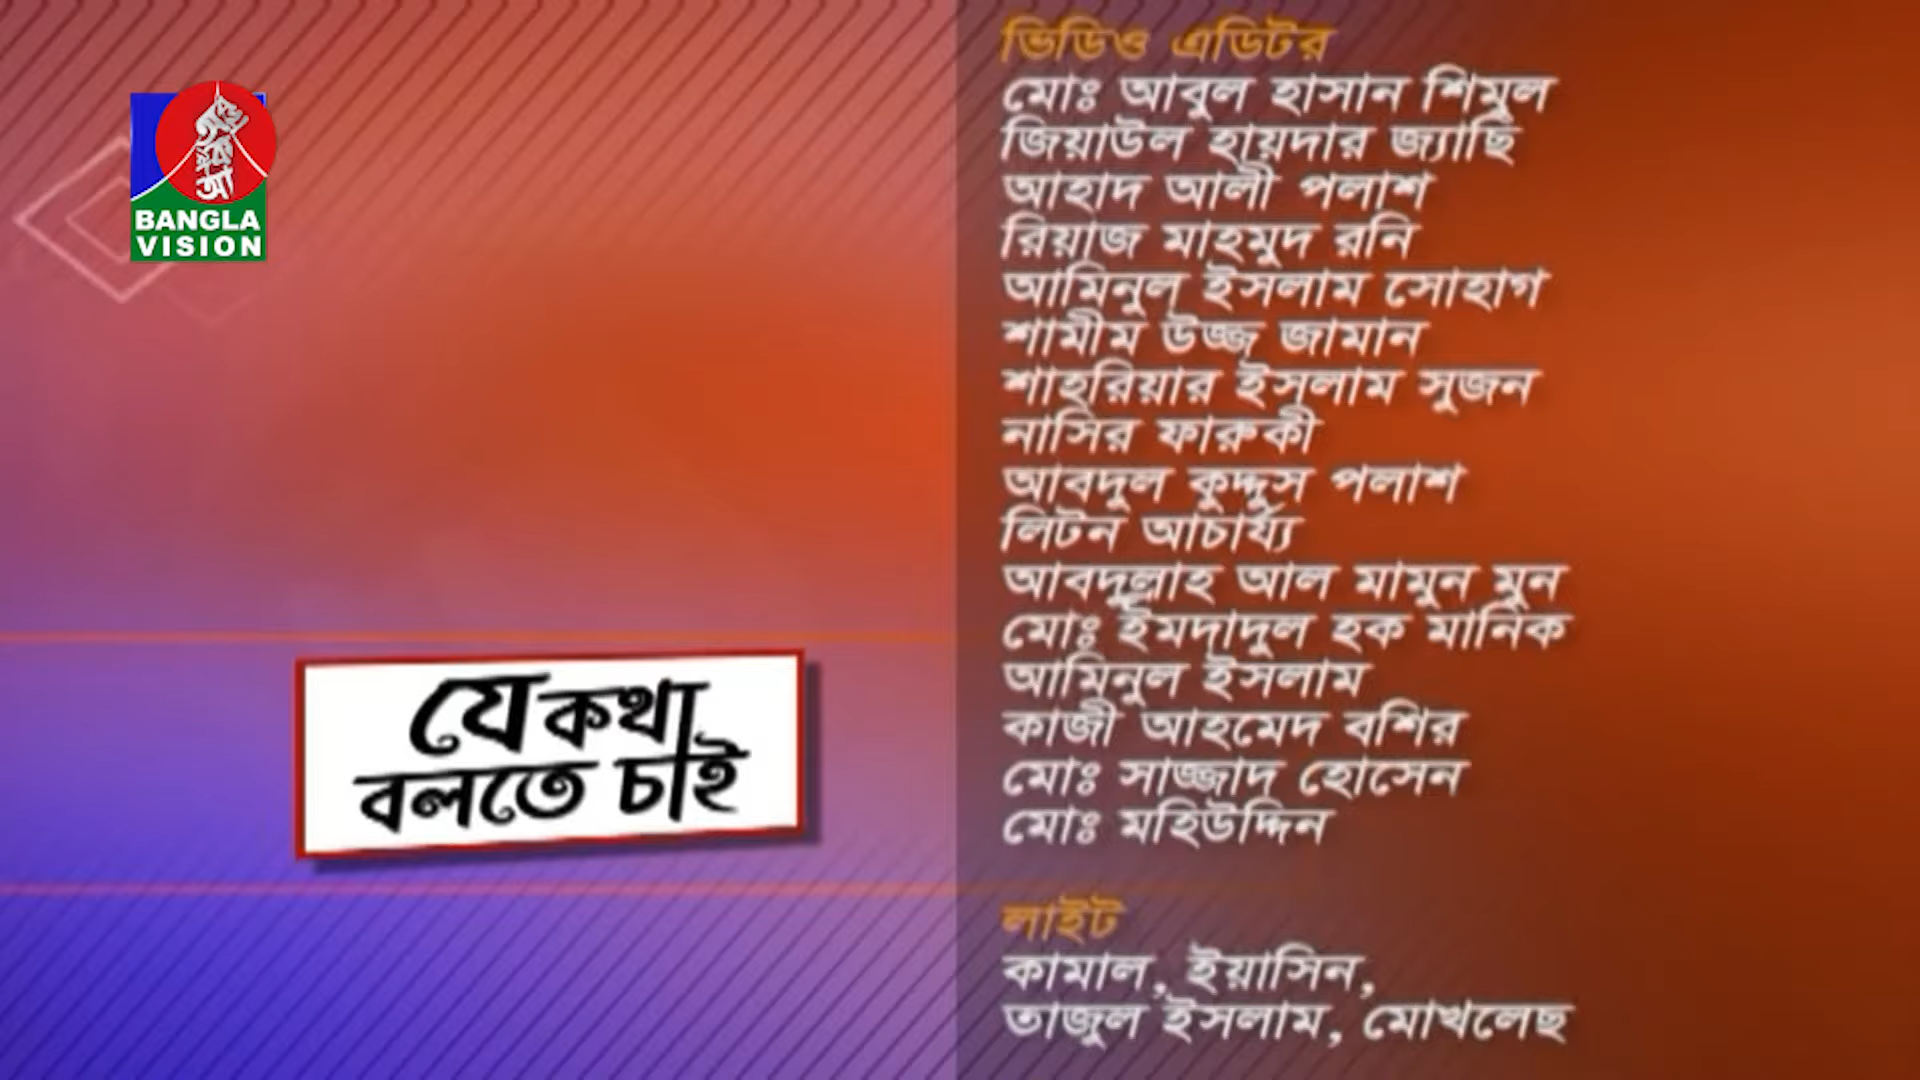 BANGLA
VISION
যে কথা
বলতে চাই
ভিডিও এডিটর
মোঃ আবুল হাসান শিমুল
জিয়াউল হায়দার জ্যাছি
আহাদ আলী পলাশ
রিয়াজ মাহমুদ রনি
আমিনুল ইসলাম সোহাগ
শামীম উজ্জ জামান
শাহরিয়ার ইসলাম সুজন
নাসির ফারুকী
আবদুল কুদ্দুস পলাশ
লিটন আচার্য্য
আবদুল্লাহ আল মামুন মুন
মোঃ ইমদাদুল হক মানিক
আমিনুল ইসলাম
কাজী আহমেদ বশির
মোঃ সাজ্জাদ হোসেন
মোঃ মহিউদ্দিন
লাইট
কামাল, ইয়াসিন,
তাজুল ইসলাম, মোখলেছ